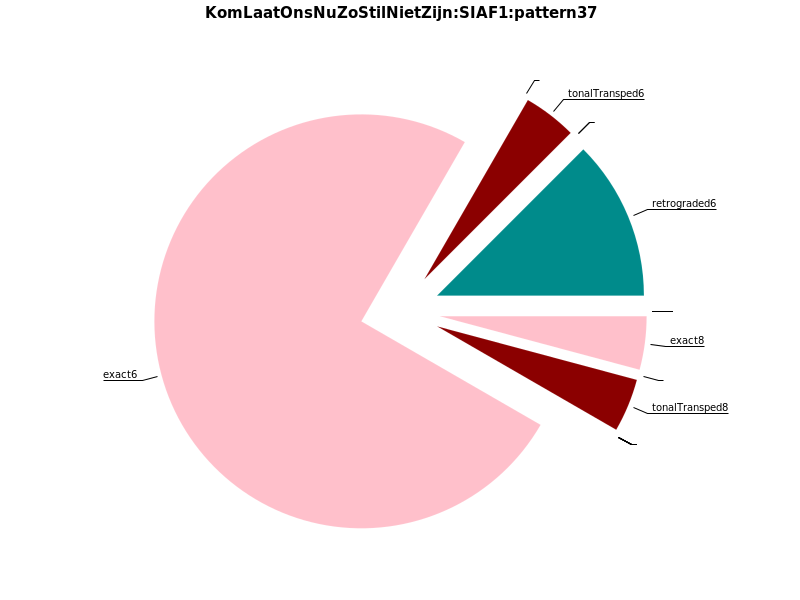 KomLaatOnsNuZoStilNietZijn:SIAF1:pattern37
tonalTransped6
retrograded6
exact8
exact6
tonalTransped8